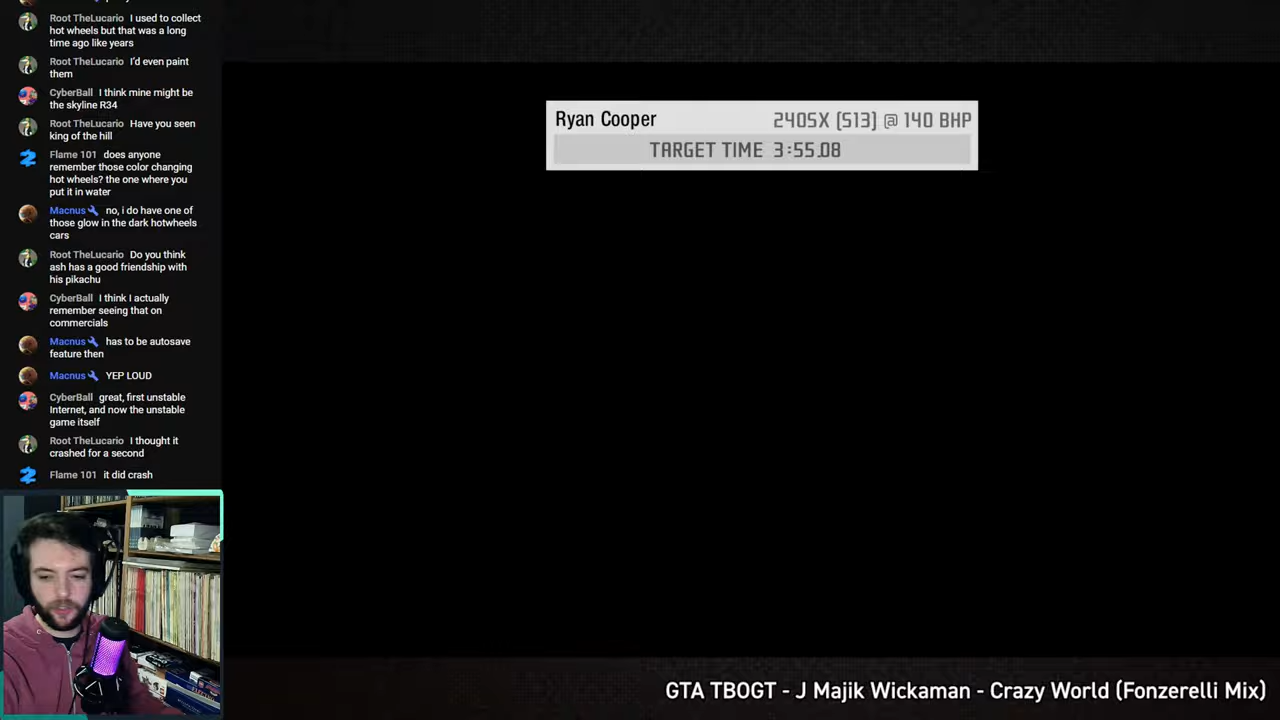 Root TheLucario I used to collect
hot wheels but that was a long
time ago like years
Root TheLucario I'd even paint
them
CyberBall I think mine might be
the skyline R34
Root TheLucario Have you seen
king of the hill
Flame 101 does anyone
remember those color changing
hot wheels? the one where you
put it in water
Macnus no, i do have one of
those glow in the dark hotwheels
cars
Root TheLucario Do you think
ash has a good friendship with
his pikachu
CyberBall I think I actually
remember seeing that on
commercials
Macnus has to be autosave
feature then
Macnus YEP LOUD
CyberBall great, first unstable
Internet, and now the unstable
game itself
Root TheLucario I thought it
crashed for a second
Flame 101 it did crash
Ryan Cooper 240SX (S13) @ 140 BHP
TARGET TIME 3:55.08
GTA TBOGT - J Majik Wickaman - Crazy World (Fonzerelli Mix)